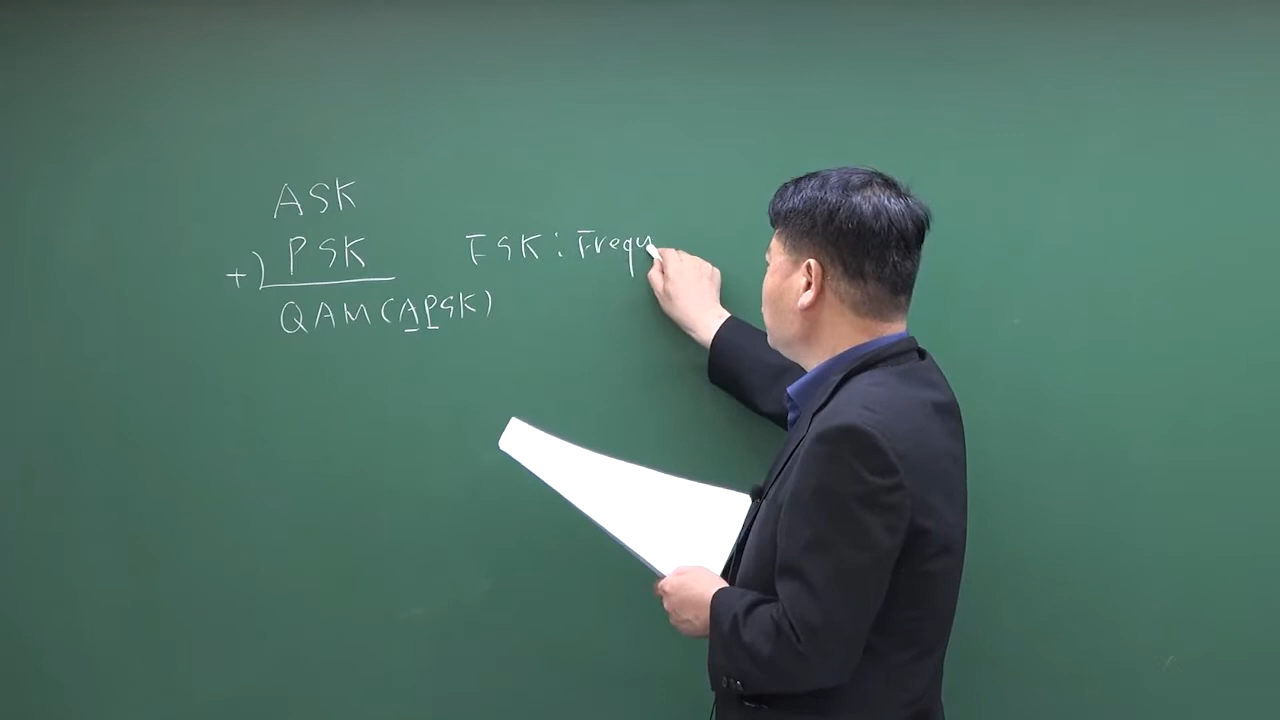 ASK
+) PSK
QAM (APSK)
FSK : Frequ